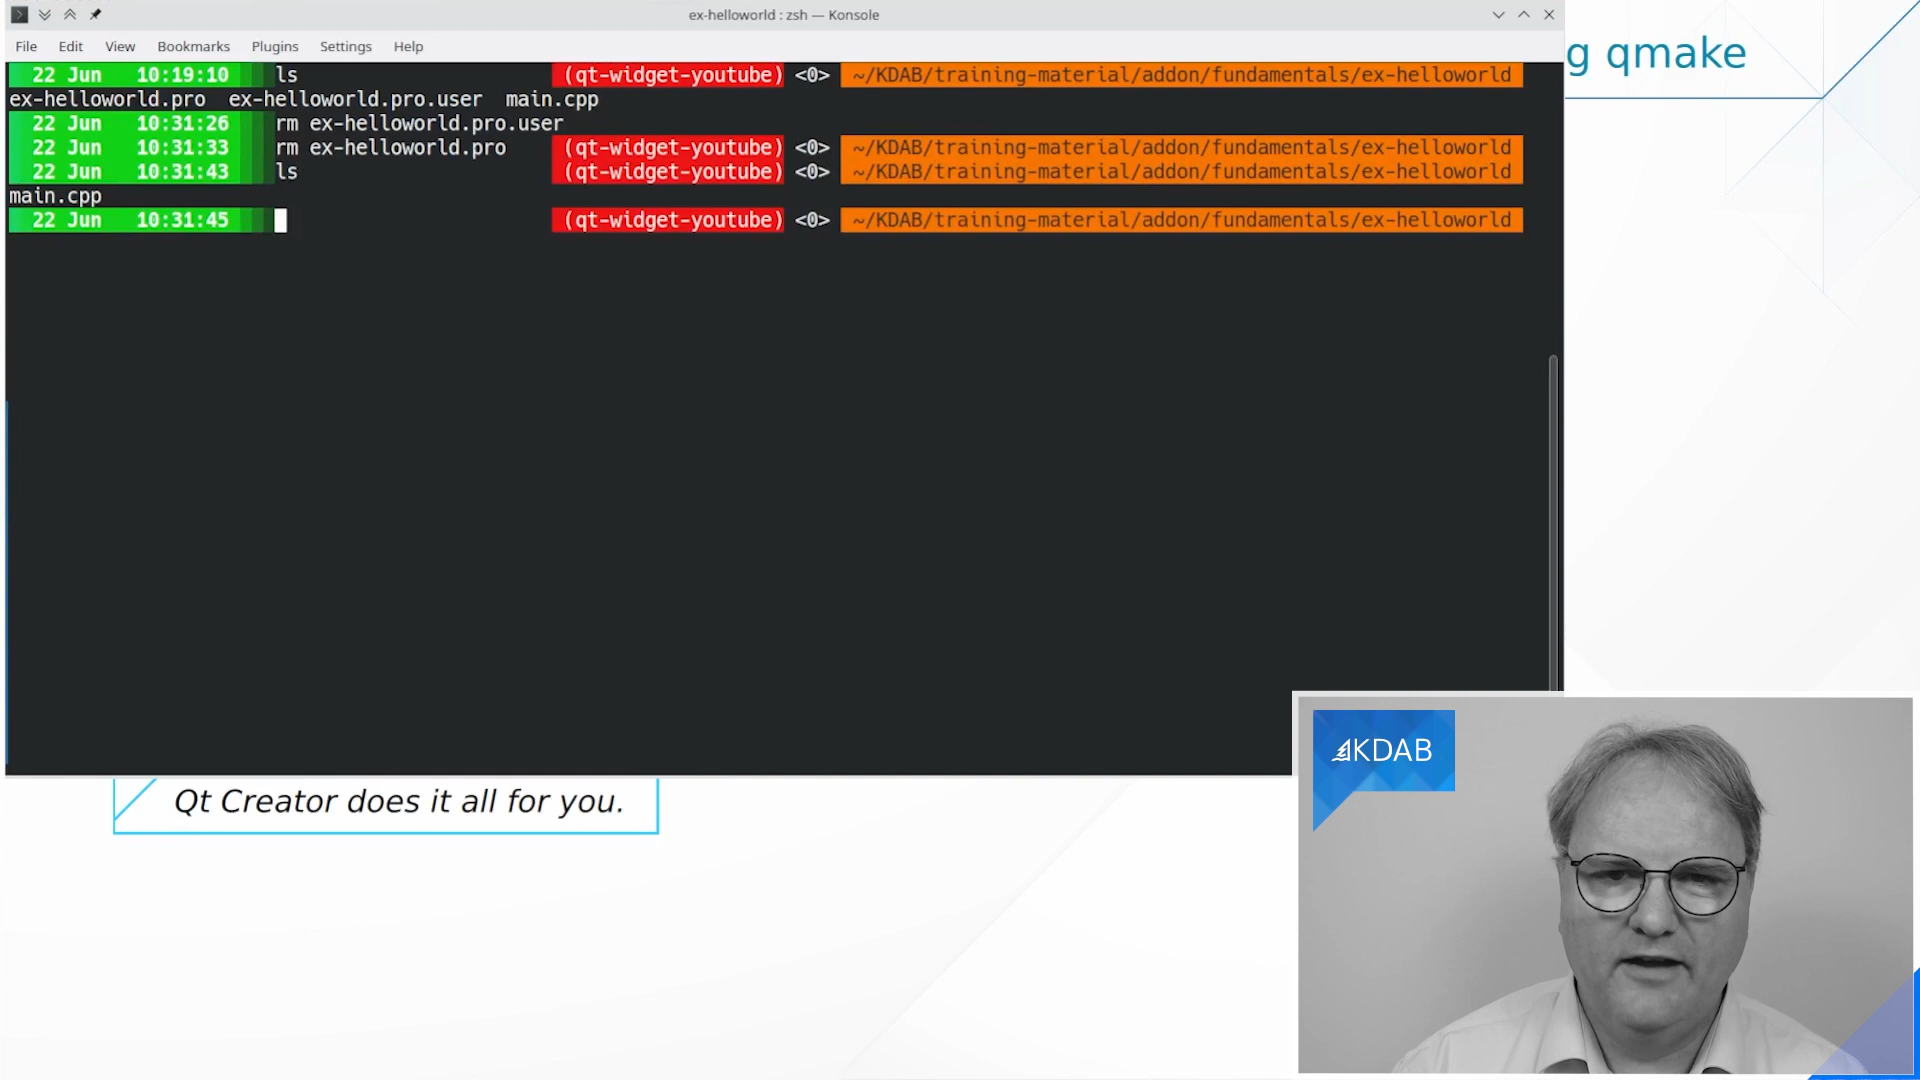 ex-helloworld : zsh — Konsole
File Edit View Bookmarks Plugins Settings Help
g qmake
22 Jun 10:19:10 ls (qt-widget-youtube) <0> ~/KDAB/training-material/addon/fundamentals/ex-helloworld
ex-helloworld.pro ex-helloworld.pro.user main.cpp
22 Jun 10:31:26 rm ex-helloworld.pro.user
22 Jun 10:31:33 rm ex-helloworld.pro (qt-widget-youtube) <0> ~/KDAB/training-material/addon/fundamentals/ex-helloworld
22 Jun 10:31:43 ls (qt-widget-youtube) <0> ~/KDAB/training-material/addon/fundamentals/ex-helloworld
main.cpp
22 Jun 10:31:45 (qt-widget-youtube) <0> ~/KDAB/training-material/addon/fundamentals/ex-helloworld
KDAB
Qt Creator does it all for you.